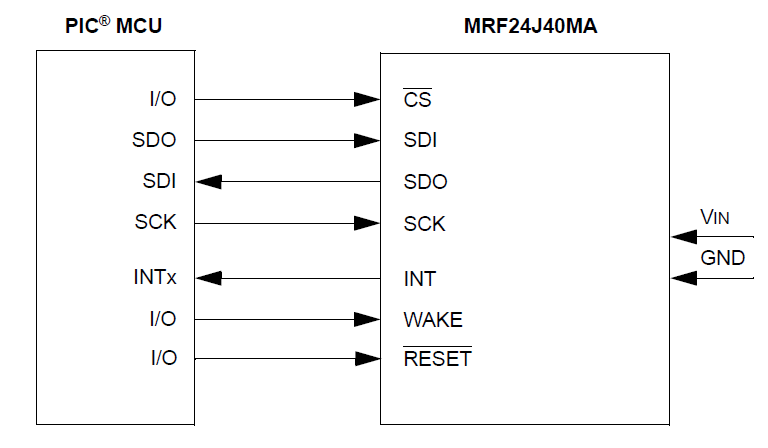 PIC® MCU
MRF24J40MA
I/O
CS
SDO
SDI
SDI
SDO
SCK
SCK
VIN
GND
INTx
INT
I/O
WAKE
I/O
RESET